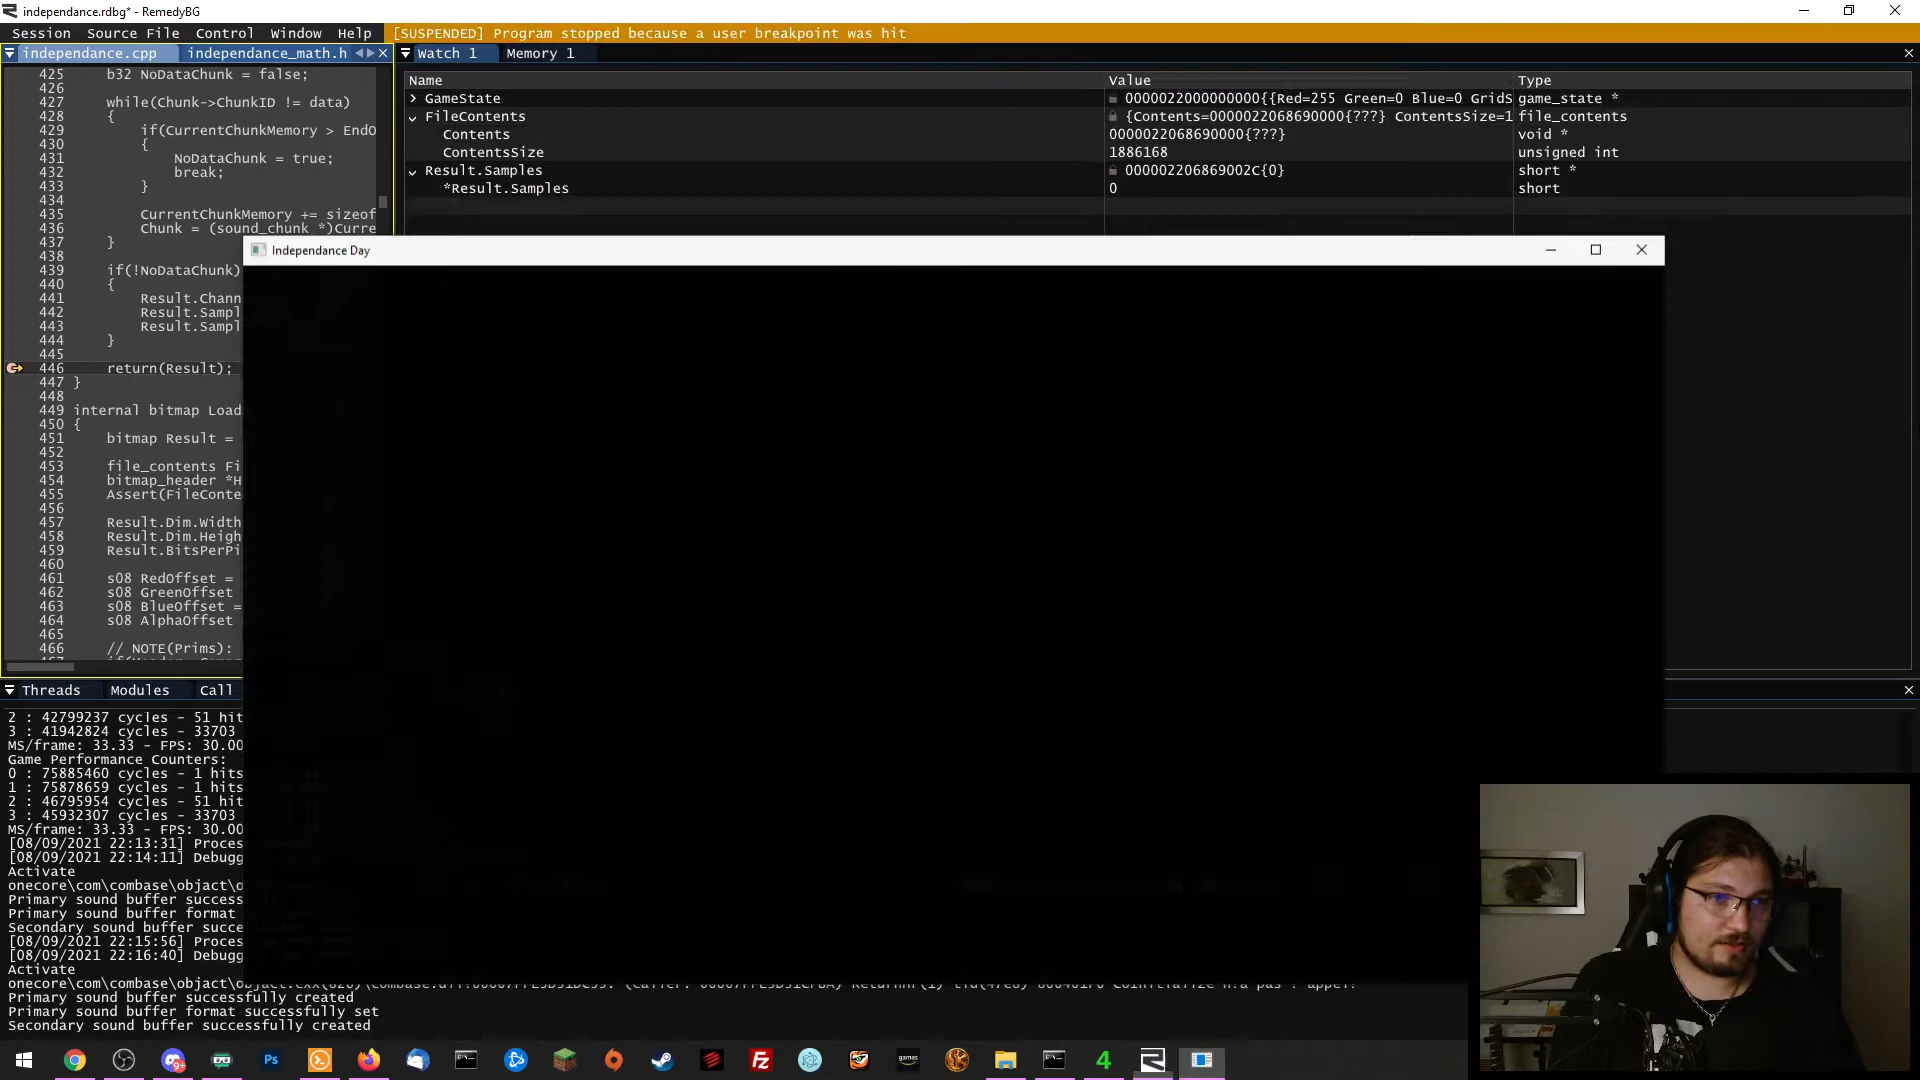 independance.rdbg* - RemedyBG
Session Source File Control Window Help [SUSPENDED] Program stopped because a user breakpoint was hit
independance.cpp independance_math.h
425 b32 NoDataChunk = false;
426
427 while(Chunk->ChunkID != data)
428 {
429 if(CurrentChunkMemory > EndO
430 {
431 NoDataChunk = true;
432 break;
433 }
434
435 CurrentChunkMemory += sizeof
436 Chunk = (sound_chunk *)Curre
437 }
438
439 if(!NoDataChunk)
440 {
441 Result.Chann
442 Result.Sampl
443 Result.Sampl
444 }
445
446 return(Result);
447 }
448
449 internal bitmap Load
450 {
451 bitmap Result =
452
453 file_contents Fi
454 bitmap_header *H
455 Assert(FileConte
456
457 Result.Dim.Width
458 Result.Dim.Heigh
459 Result.BitsPerPi
460
461 s08 RedOffset =
462 s08 GreenOffset
463 s08 BlueOffset =
464 s08 AlphaOffset
465
466 // NOTE(Prims):
Watch 1 Memory 1
Name Value Type
GameState 0000022000000000{{Red=255 Green=0 Blue=0 Grids game_state *
FileContents {Contents=0000022068690000{???} ContentsSize=1 file_contents
Contents 0000022068690000{???} void *
ContentsSize 1886168 unsigned int
Result.Samples 000002206869002C{0} short *
*Result.Samples 0 short
Independance Day
Threads Modules Call
2 : 42799237 cycles - 51 hit
3 : 41942824 cycles - 33703
MS/frame: 33.33 - FPS: 30.00
Game Performance Counters:
0 : 75885460 cycles - 1 hits
1 : 75878659 cycles - 1 hits
2 : 46795954 cycles - 51 hit
3 : 45932307 cycles - 33703
MS/frame: 33.33 - FPS: 30.00
[08/09/2021 22:13:31] Proces
[08/09/2021 22:14:11] Debugg
Activate
onecore\com\combase\objact\o
Primary sound buffer success
Primary sound buffer format
Secondary sound buffer succe
[08/09/2021 22:15:56] Proces
[08/09/2021 22:16:40] Debugg
Activate
onecore\com\combase\objact\
Primary sound buffer successfully created
Primary sound buffer format successfully set
Secondary sound buffer successfully created
9+
Ps
FZ
games
4